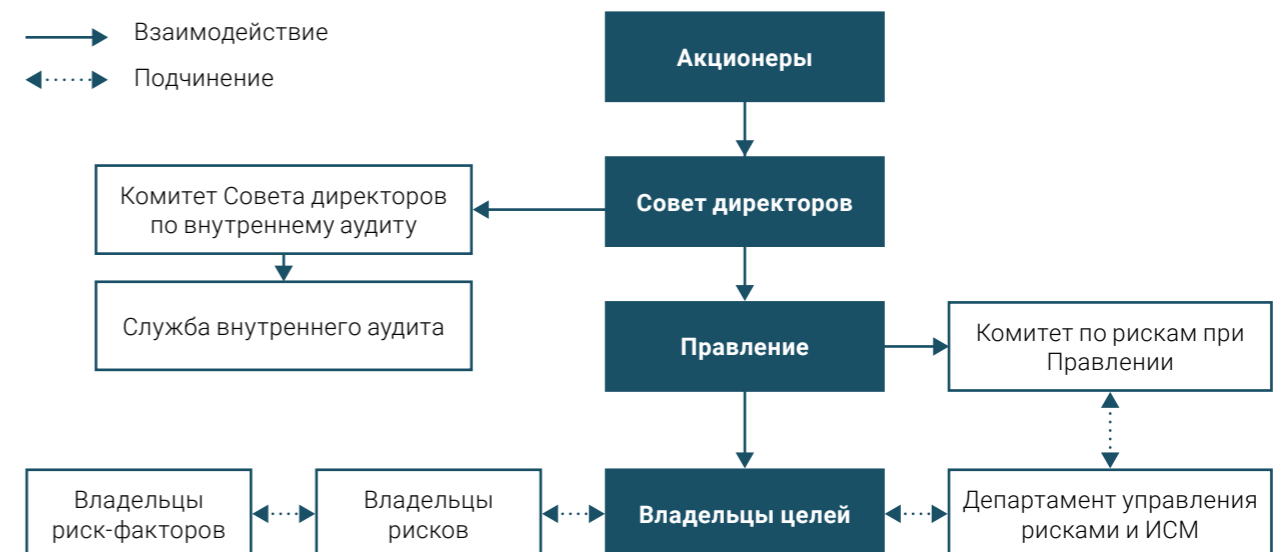 Взаимодействие
Подчинение
Акционеры
Комитет Совета директоров
по внутреннему аудиту
Совет директоров
Служба внутреннего аудита
Правление
Комитет по рискам при
Правлении
Владельцы
риск-факторов
Владельцы
рисков
Владельцы целей
Департамент управления
рисками и ИСМ